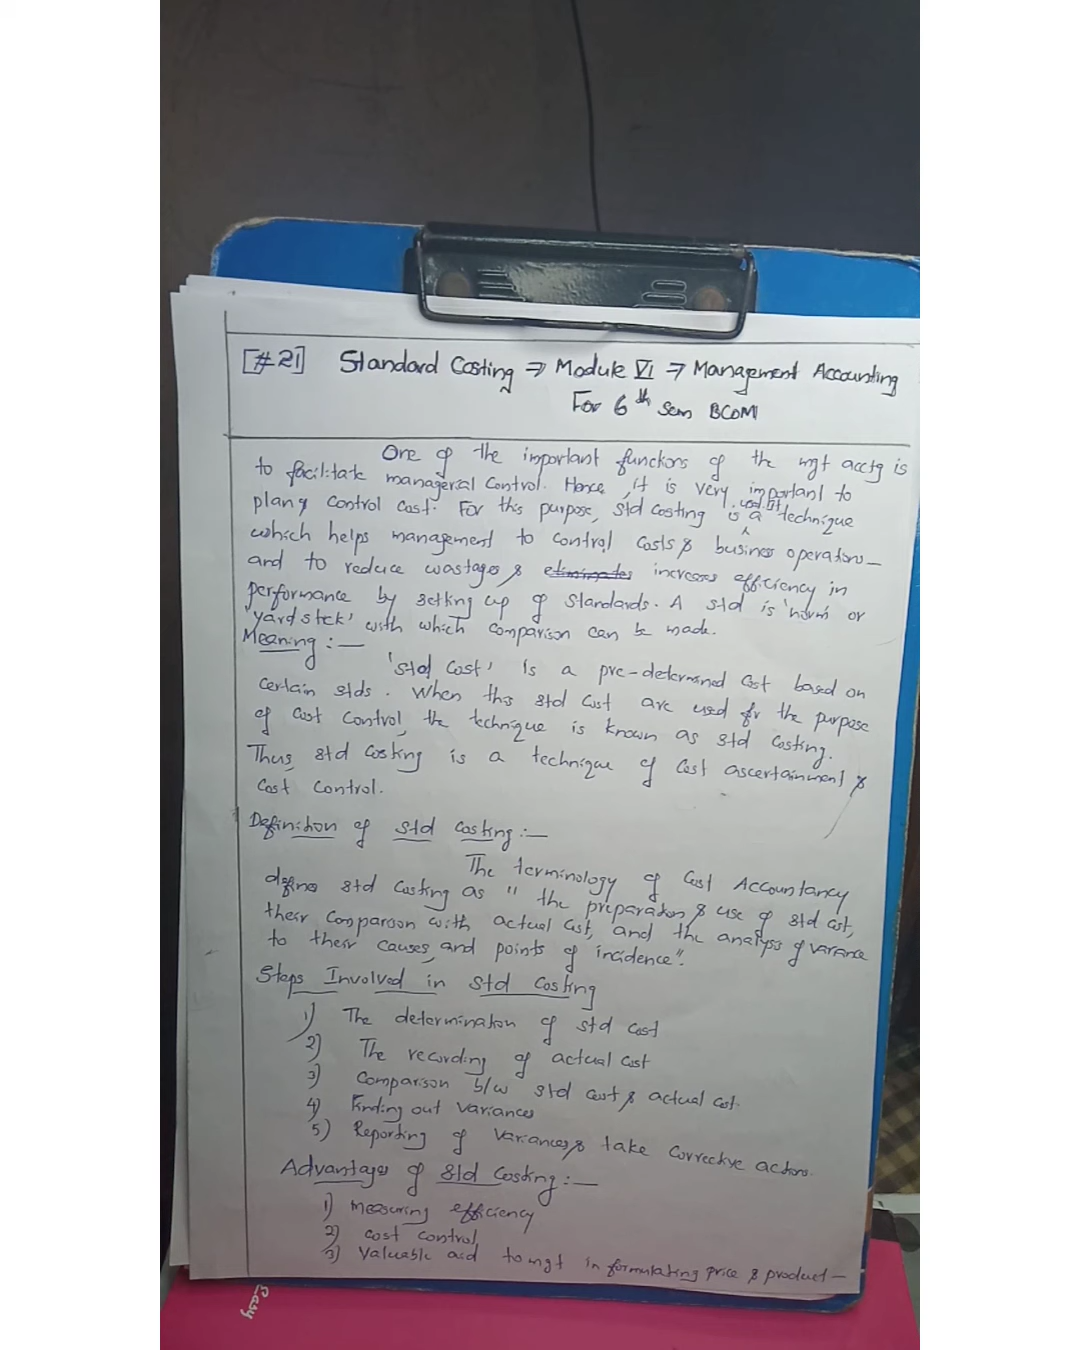 [#21] Standard Costing ⇒ Module VI ⇒ Management Accounting
For 6th Sem BCOM
One of the important functions of the mgt acctg is
to facilitate managerial control. Hence, it is very important to
plan & control cost. For this purpose, std costing is a useful technique
which helps management to control costs & business operations
and to reduce wastages & eliminates increases efficiency in
performance by setting up of standards. A std is 'norm' or
'yardstick' with which comparison can be made.
Meaning :—
'Std Cost' is a pre-determined cost based on
certain stds. When this std cost are used for the purpose
of cost control, the technique is known as std costing.
Thus, std costing is a technique of cost ascertainment &
cost control.
Definition of std costing :—
The terminology of Cost Accountancy
defines std costing as " the preparation & use of std cost,
their comparison with actual cost, and the analysis of variance
to their causes, and points of incidence".
Steps Involved in std costing
1) The determination of std cost
2) The recording of actual cost
3) Comparison b/w std cost & actual cost.
4) Finding out variances
5) Reporting of variances & take corrective actions.
Advantages of std costing :—
1) measuring efficiency
2) cost control
3) valuable aid to mgt in formulating price & product —
Easy